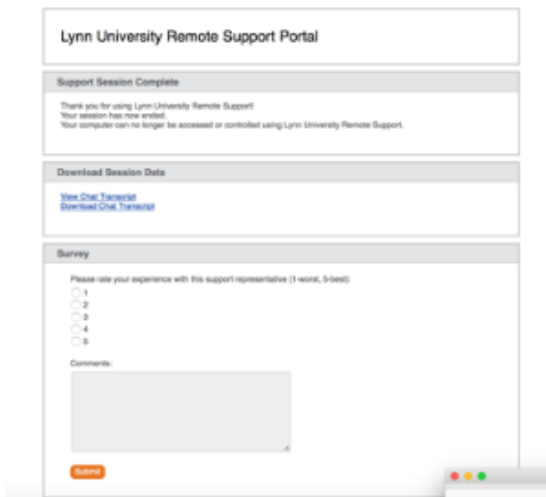 Lynn University Remote Support Portal
Support Session Complete
Thank you for using Lynn University Remote Support!
Your session has now ended.
Your computer can no longer be accessed or controlled using Lynn University Remote Support.
Download Session Data
View Chat Transcript
Download Chat Transcript
Survey
Please rate your experience with this support representative (1-worst, 5-best):
1
2
3
4
5
Comments:
Submit